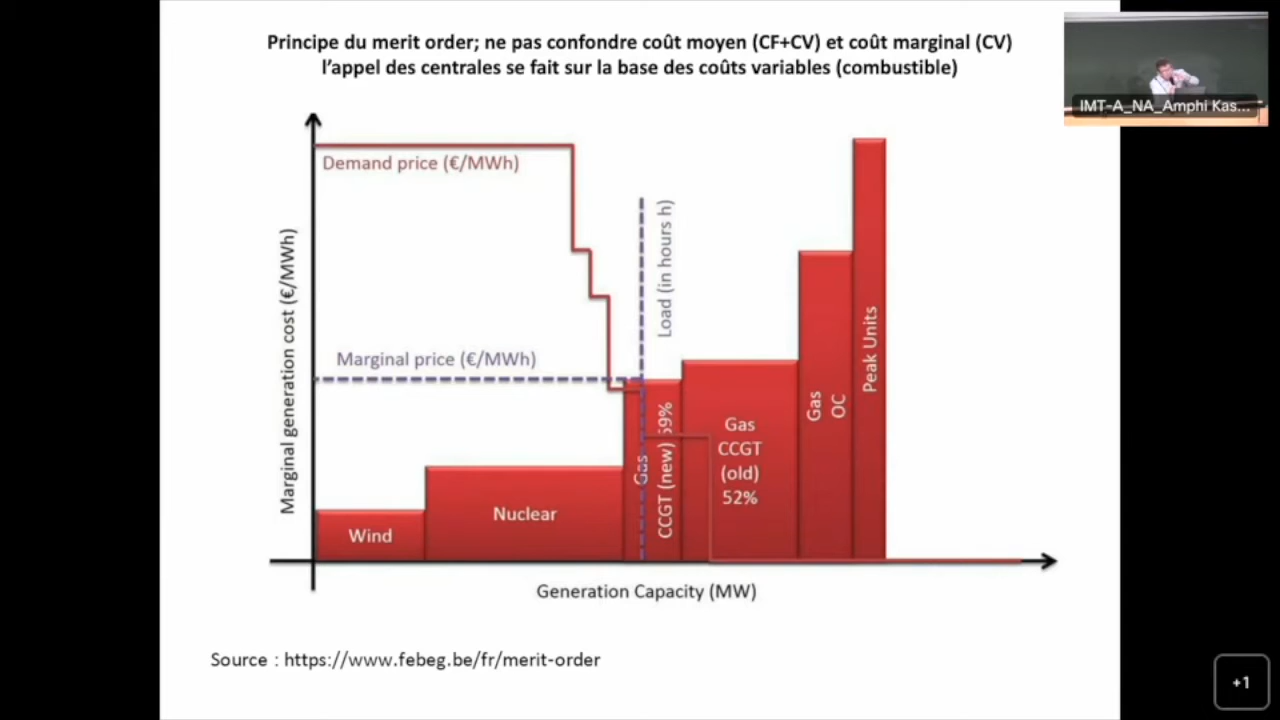 Principe du merit order; ne pas confondre coût moyen (CF+CV) et coût marginal (CV)
l'appel des centrales se fait sur la base des coûts variables (combustible)
IMT-A_NA_Amphi Kas...
Demand price (€/MWh)
Load (in hours h)
Marginal generation cost (€/MWh)
Marginal price (€/MWh)
Wind
Nuclear
Gas
CCGT (new) 59%
Gas
CCGT
(old)
52%
Gas
OC
Peak Units
Generation Capacity (MW)
Source : https://www.febeg.be/fr/merit-order
+1